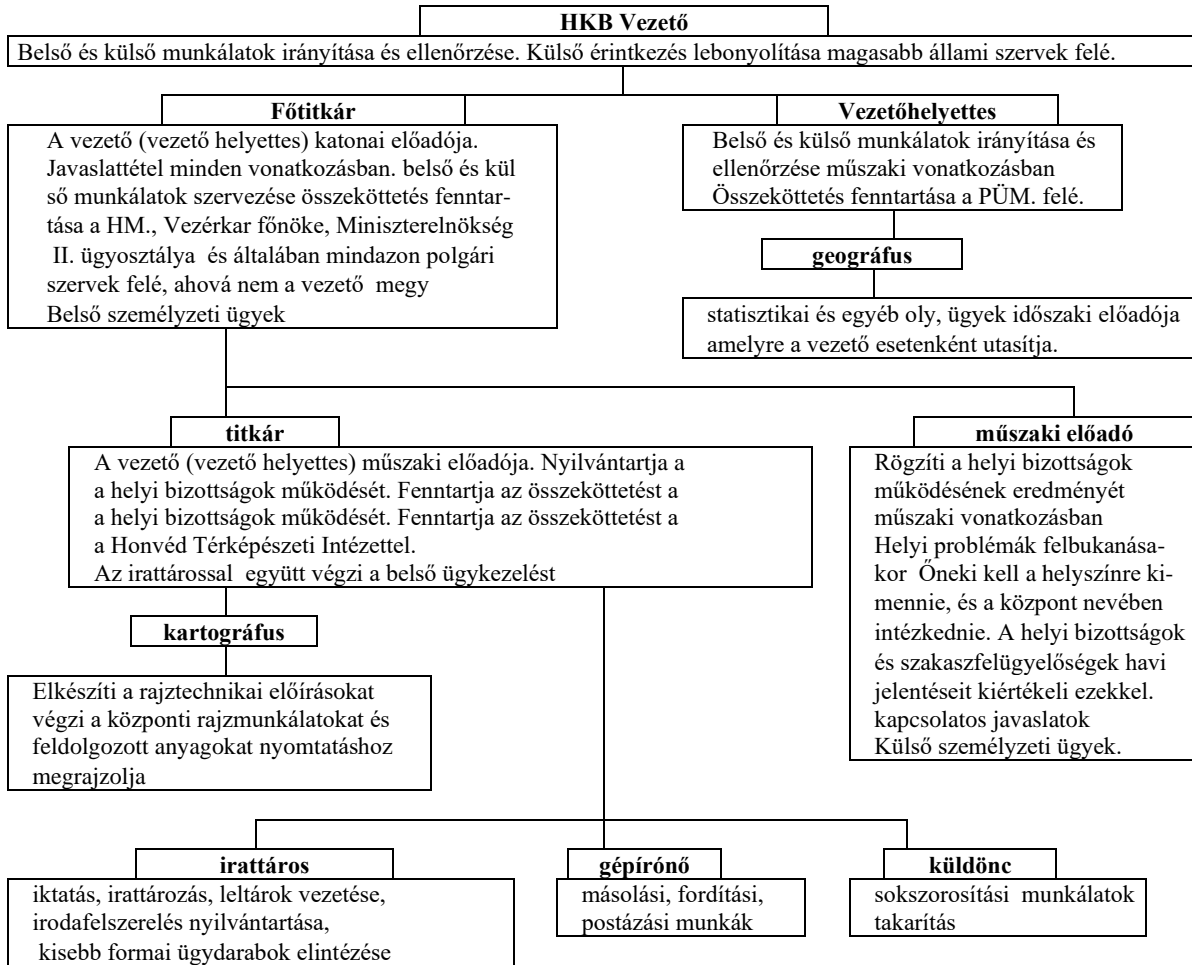 HKB Vezető
Belső és külső munkálatok irányítása és ellenőrzése. Külső érintkezés lebonyolítása magasabb állami szervek felé.
Főtitkár
A vezető (vezető helyettes) katonai előadója.
Javaslattétel minden vonatkozásban. belső és kül
ső munkálatok szervezése összeköttetés fenntar-
tása a HM., Vezérkar főnöke, Miniszterelnökség
II. ügyosztálya és általában mindazon polgári
szervek felé, ahová nem a vezető megy
Belső személyzeti ügyek
Vezetőhelyettes
Belső és külső munkálatok irányítása és
ellenőrzése műszaki vonatkozásban
Összeköttetés fenntartása a PÜM. felé.
geográfus
statisztikai és egyéb oly, ügyek időszaki előadója
amelyre a vezető esetenként utasítja.
titkár
A vezető (vezető helyettes) műszaki előadója. Nyilvántartja a
a helyi bizottságok működését. Fenntartja az összeköttetést a
a helyi bizottságok működését. Fenntartja az összeköttetést a
a Honvéd Térképészeti Intézettel.
Az irattárossal együtt végzi a belső ügykezelést
műszaki előadó
Rögzíti a helyi bizottságok
működésének eredményét
műszaki vonatkozásban
Helyi problémák felbukanása-
kor Őneki kell a helyszínre ki-
mennie, és a központ nevében
intézkednie. A helyi bizottságok
és szakaszfelügyelőségek havi
jelentéseit kiértékeli ezekkel.
kapcsolatos javaslatok
Külső személyzeti ügyek.
kartográfus
Elkészíti a rajztechnikai előírásokat
végzi a központi rajzmunkálatokat és
feldolgozott anyagokat nyomtatáshoz
megrajzolja
irattáros
iktatás, irattározás, leltárok vezetése,
irodafelszerelés nyilvántartása,
kisebb formai ügydarabok elintézése
gépírónő
másolási, fordítási,
postázási munkák
küldönc
sokszorosítási munkálatok
takarítás